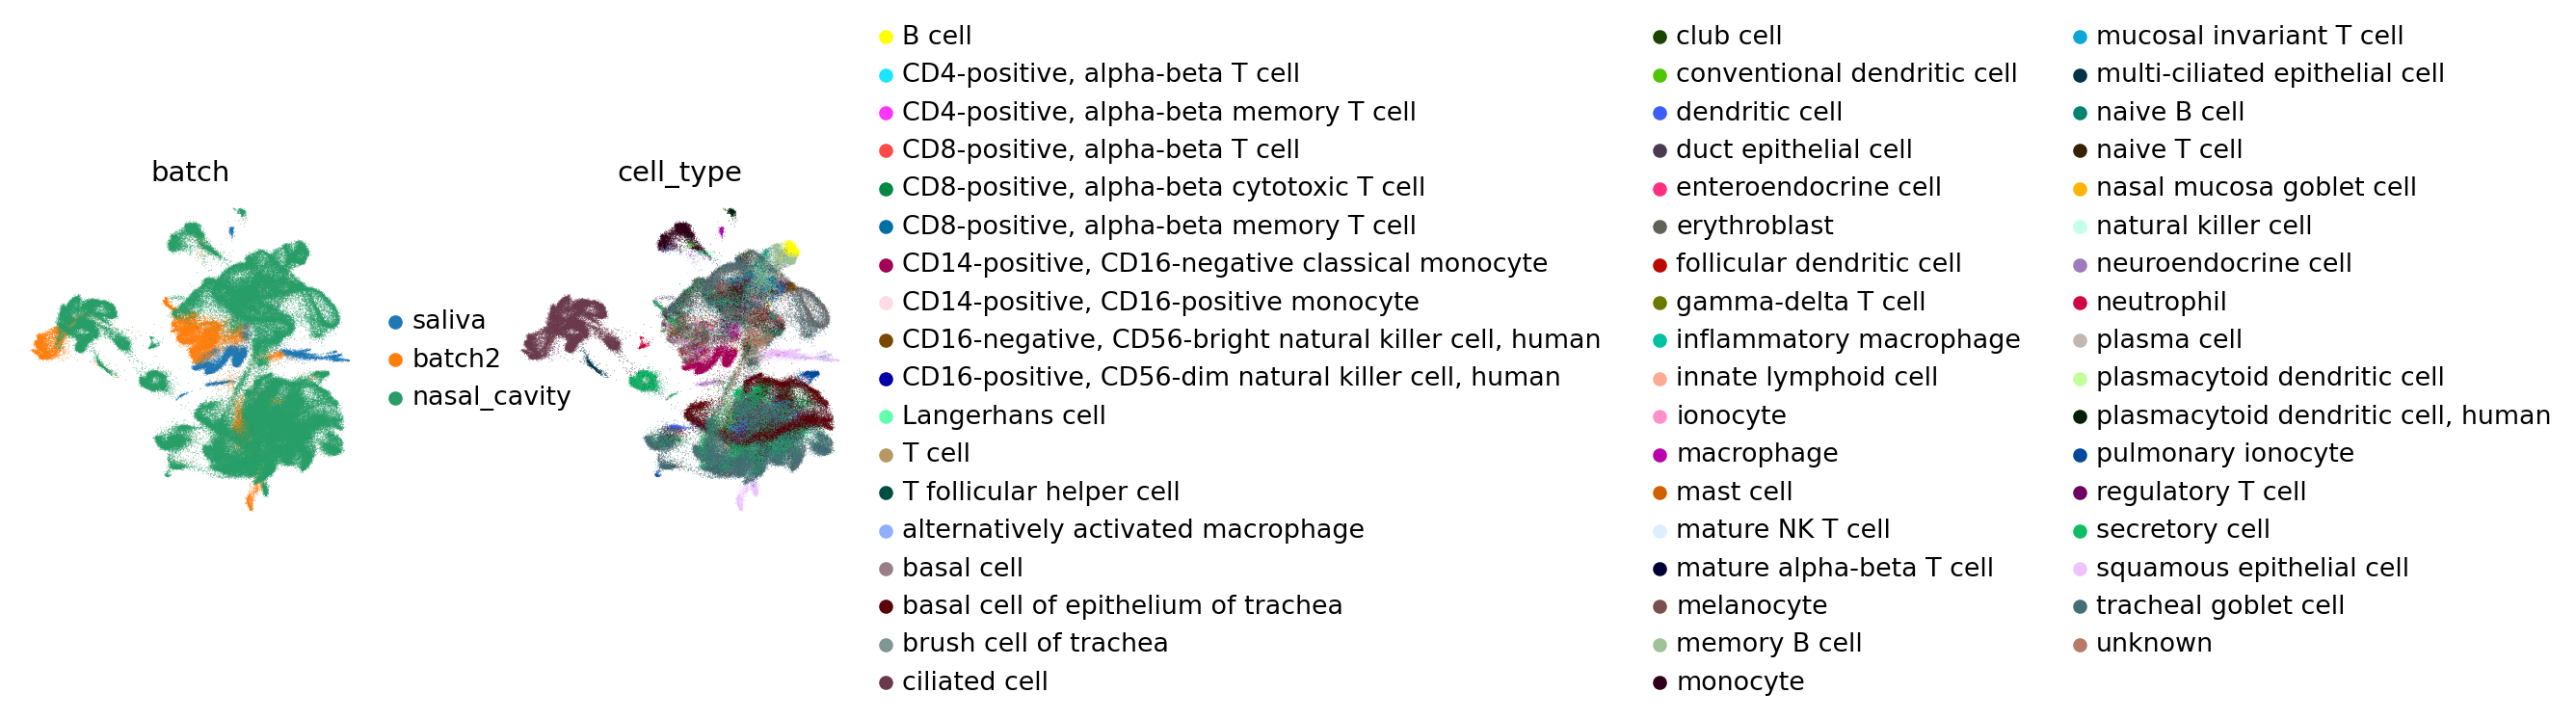 batch
saliva
batch2
nasal_cavity
cell_type
B cell
CD4-positive, alpha-beta T cell
CD4-positive, alpha-beta memory T cell
CD8-positive, alpha-beta T cell
CD8-positive, alpha-beta cytotoxic T cell
CD8-positive, alpha-beta memory T cell
CD14-positive, CD16-negative classical monocyte
CD14-positive, CD16-positive monocyte
CD16-negative, CD56-bright natural killer cell, human
CD16-positive, CD56-dim natural killer cell, human
Langerhans cell
T cell
T follicular helper cell
alternatively activated macrophage
basal cell
basal cell of epithelium of trachea
brush cell of trachea
ciliated cell
club cell
conventional dendritic cell
dendritic cell
duct epithelial cell
enteroendocrine cell
erythroblast
follicular dendritic cell
gamma-delta T cell
inflammatory macrophage
innate lymphoid cell
ionocyte
macrophage
mast cell
mature NK T cell
mature alpha-beta T cell
melanocyte
memory B cell
monocyte
mucosal invariant T cell
multi-ciliated epithelial cell
naive B cell
naive T cell
nasal mucosa goblet cell
natural killer cell
neuroendocrine cell
neutrophil
plasma cell
plasmacytoid dendritic cell
plasmacytoid dendritic cell, human
pulmonary ionocyte
regulatory T cell
secretory cell
squamous epithelial cell
tracheal goblet cell
unknown